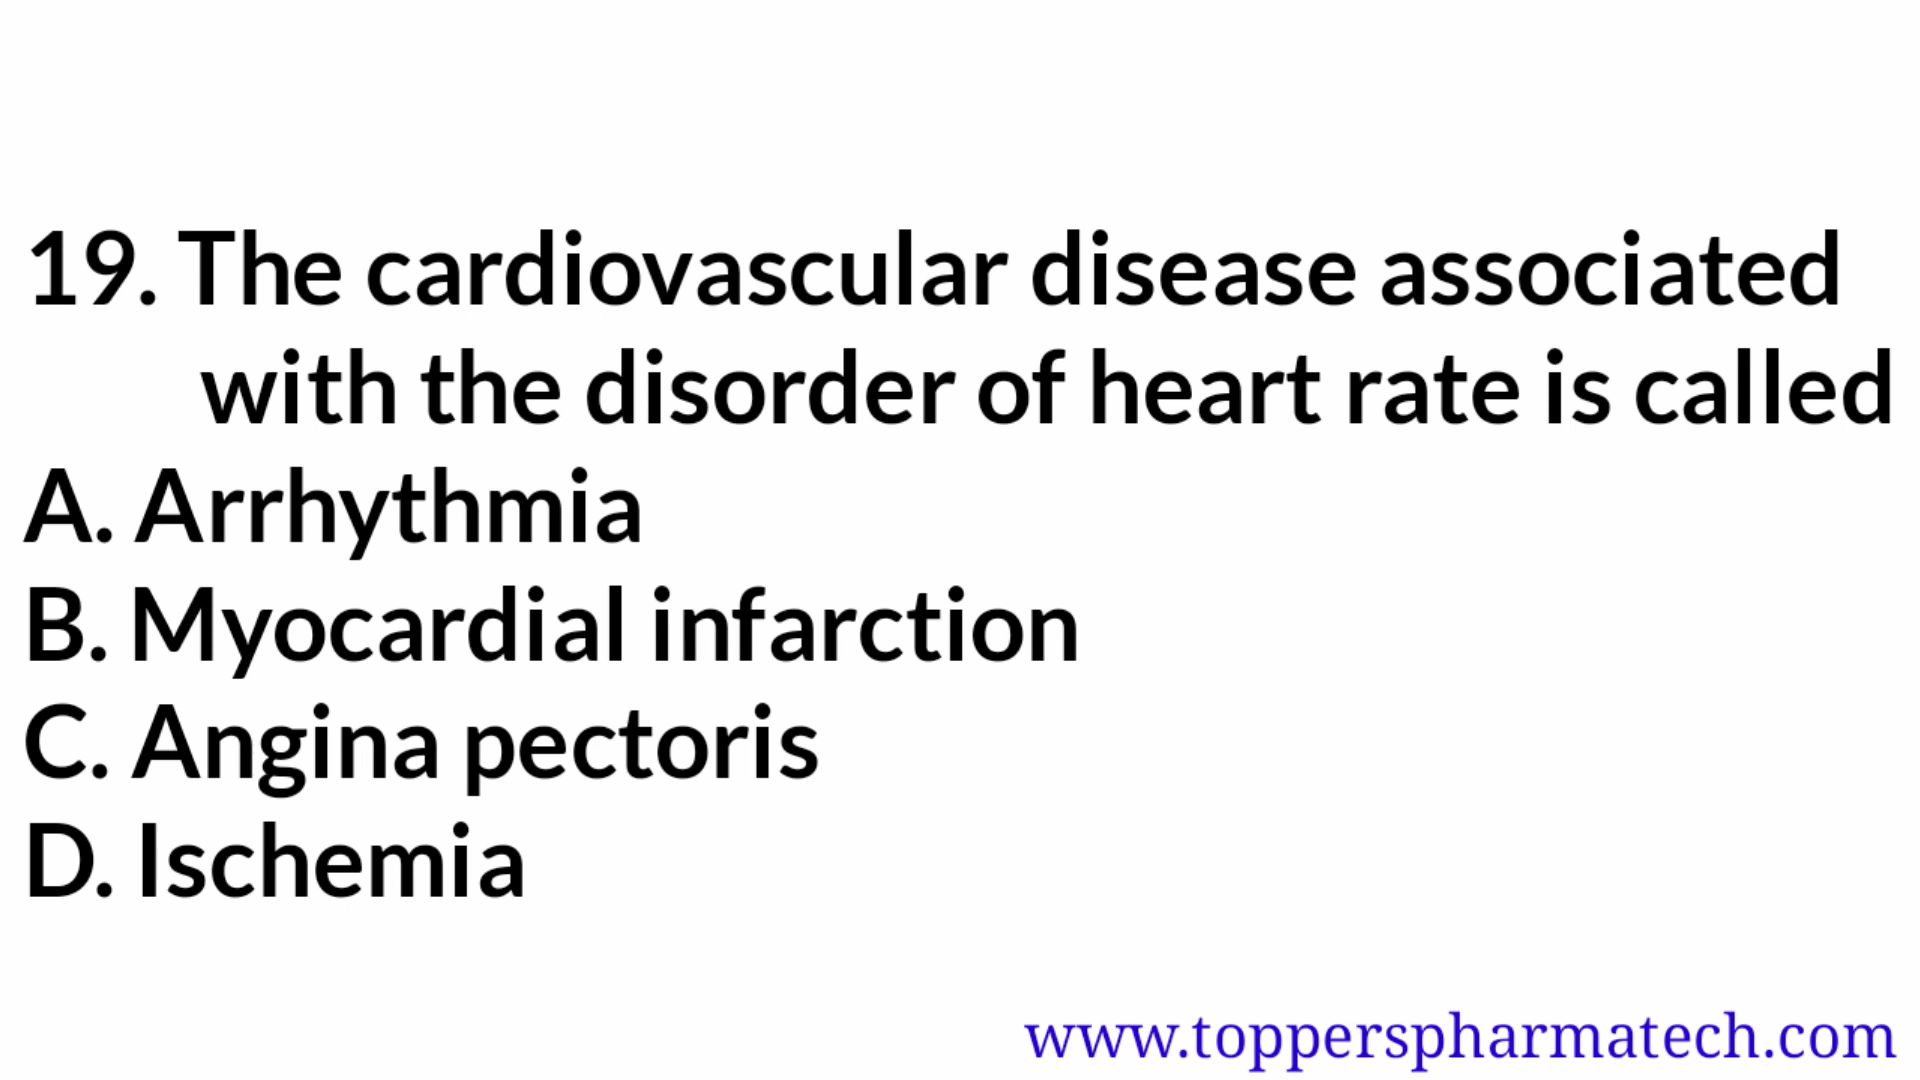 19. The cardiovascular disease associated
with the disorder of heart rate is called
A. Arrhythmia
B. Myocardial infarction
C. Angina pectoris
D. Ischemia
www.topperspharmatech.com